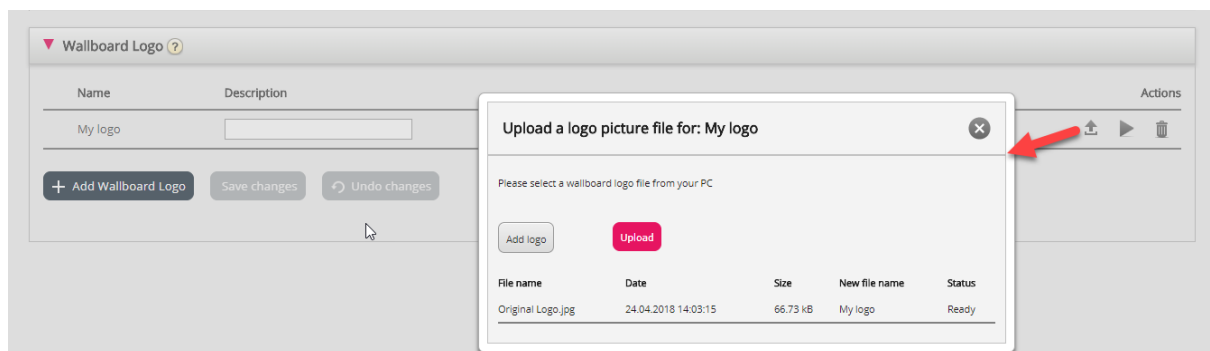 Wallboard Logo ?
Name Description Actions
My logo
+ Add Wallboard Logo Save changes Undo changes
Upload a logo picture file for: My logo
Please select a wallboard logo file from your PC
Add logo Upload
File name Date Size New file name Status
Original Logo.jpg 24.04.2018 14:03:15 66.73 kB My logo Ready